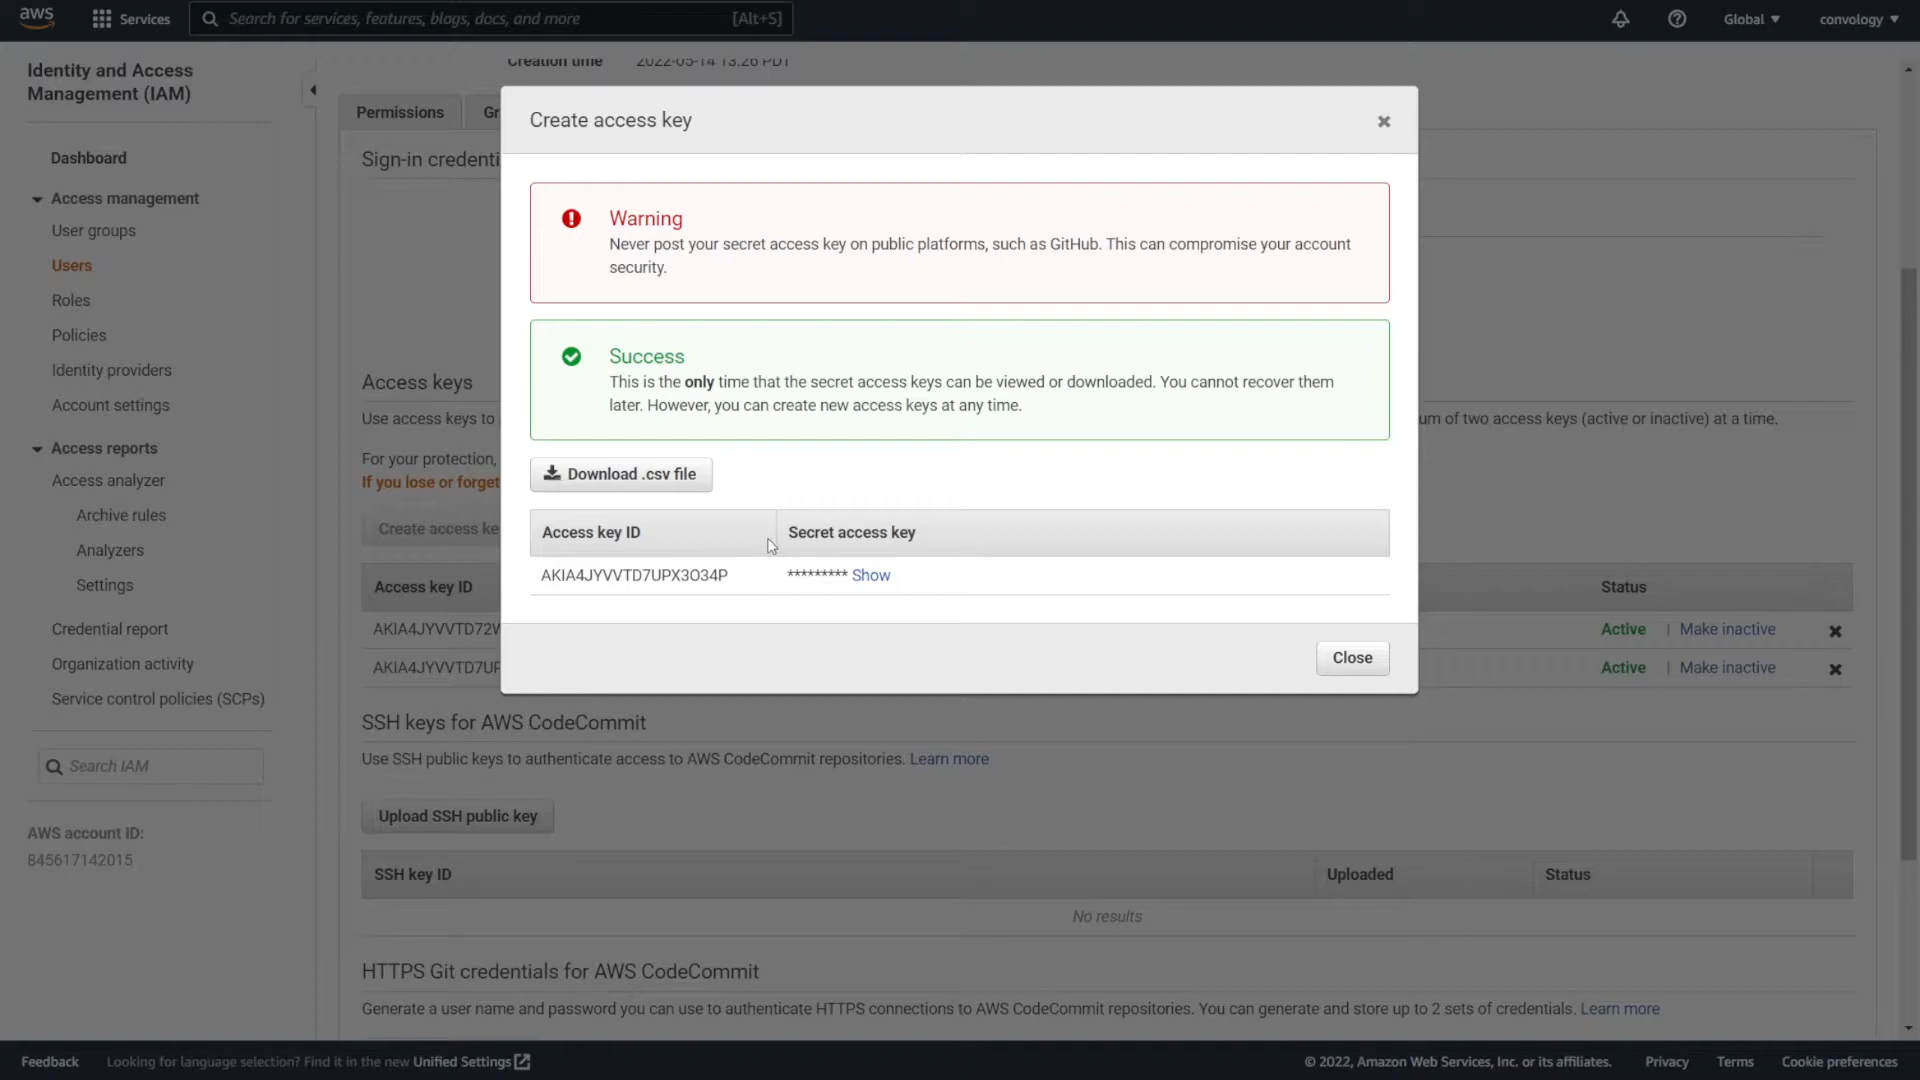 aws
Services
Search for services, features, blogs, docs, and more
[Alt+S]
Global
convology
Identity and Access
Management (IAM)
Dashboard
Access management
User groups
Users
Roles
Policies
Identity providers
Account settings
Access reports
Access analyzer
Archive rules
Analyzers
Settings
Credential report
Organization activity
Service control policies (SCPs)
Search IAM
AWS account ID:
845617142015
Creation time 2022-05-14 13:26 PDT
Permissions
Gr
Sign-in credenti
Access keys
Use access keys to
um of two access keys (active or inactive) at a time.
For your protection,
If you lose or forget
Create access ke
Access key ID
Status
AKIA4JYVVTD72W
Active | Make inactive
AKIA4JYVVTD7UP
Active | Make inactive
Create access key
Warning
Never post your secret access key on public platforms, such as GitHub. This can compromise your account
security.
Success
This is the only time that the secret access keys can be viewed or downloaded. You cannot recover them
later. However, you can create new access keys at any time.
Download .csv file
Access key ID
Secret access key
AKIA4JYVVTD7UPX3O34P
********* Show
Close
SSH keys for AWS CodeCommit
Use SSH public keys to authenticate access to AWS CodeCommit repositories. Learn more
Upload SSH public key
SSH key ID
Uploaded
Status
No results
HTTPS Git credentials for AWS CodeCommit
Generate a user name and password you can use to authenticate HTTPS connections to AWS CodeCommit repositories. You can generate and store up to 2 sets of credentials. Learn more
Feedback
Looking for language selection? Find it in the new Unified Settings
© 2022, Amazon Web Services, Inc. or its affiliates.
Privacy
Terms
Cookie preferences